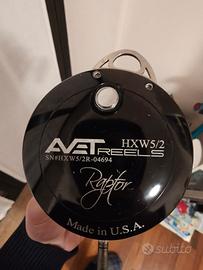 HXW5/2
AVET
REELS
SN#HXW5/2R-04694
Raptor
Made in U.S.A.
subito